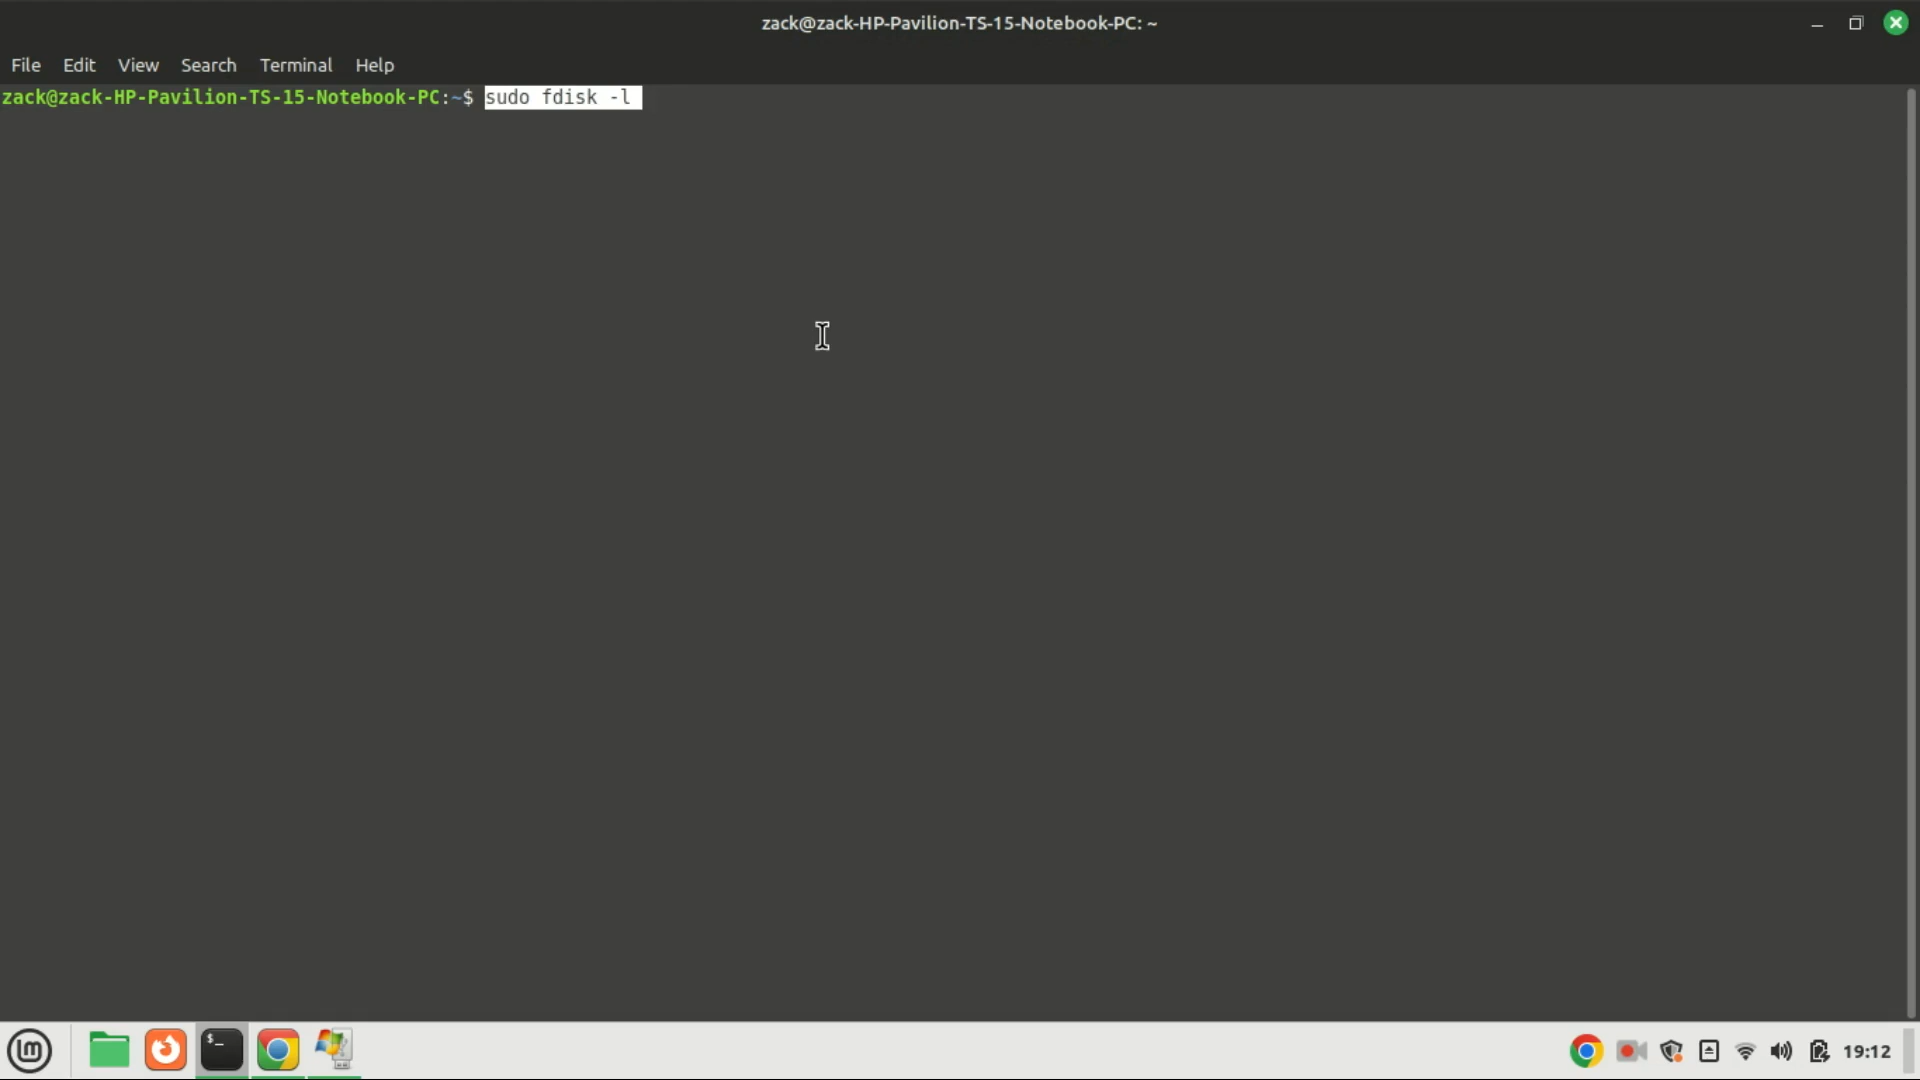 zack@zack-HP-Pavilion-TS-15-Notebook-PC: ~
File Edit View Search Terminal Help
zack@zack-HP-Pavilion-TS-15-Notebook-PC:~$ sudo fdisk -l
$_
lm
19:12